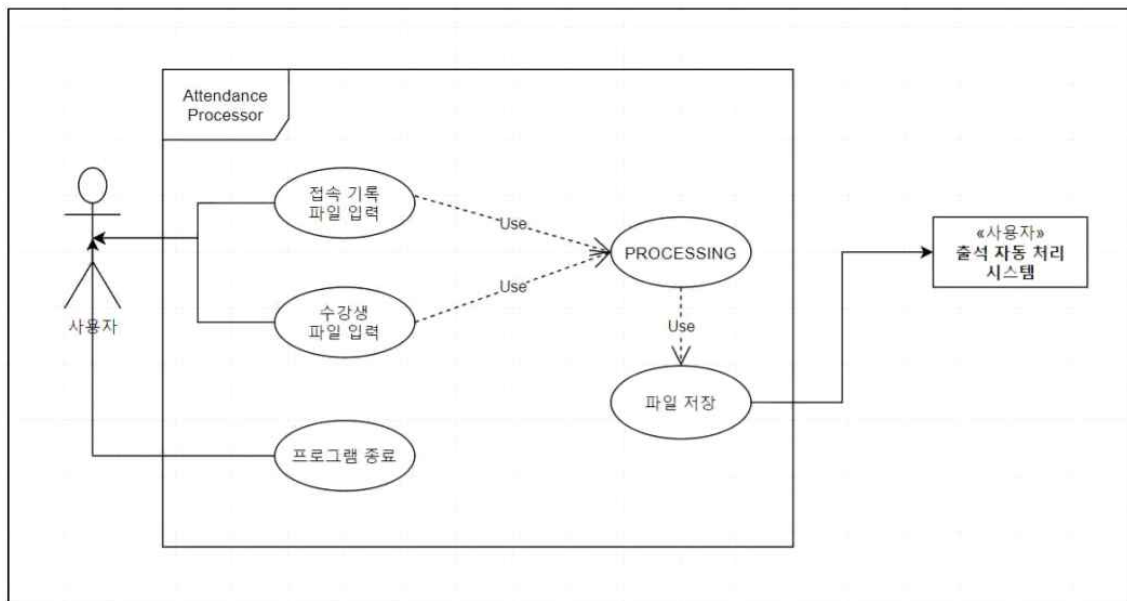 Attendance
Processor
접속 기록
파일 입력
Use
PROCESSING
«사용자»
출석 자동 처리
시스템
Use
수강생
파일 입력
사용자
Use
파일 저장
프로그램 종료